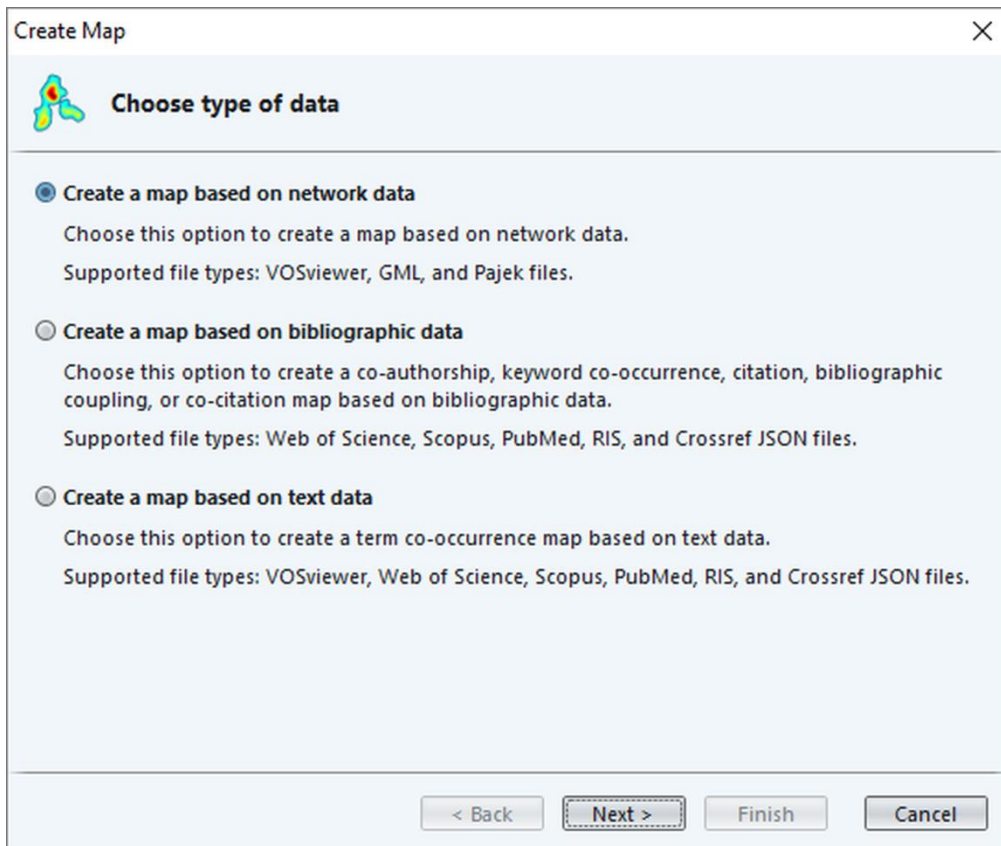 Create Map
Choose type of data
Create a map based on network data
Choose this option to create a map based on network data.
Supported file types: VOSviewer, GML, and Pajek files.
Create a map based on bibliographic data
Choose this option to create a co-authorship, keyword co-occurrence, citation, bibliographic
coupling, or co-citation map based on bibliographic data.
Supported file types: Web of Science, Scopus, PubMed, RIS, and Crossref JSON files.
Create a map based on text data
Choose this option to create a term co-occurrence map based on text data.
Supported file types: VOSviewer, Web of Science, Scopus, PubMed, RIS, and Crossref JSON files.
< Back Next > Finish Cancel